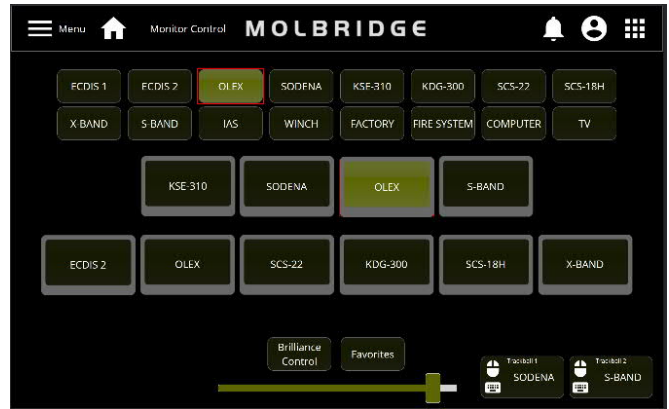 Menu Monitor Control MOLBRIDGE
ECDIS 1 ECDIS 2 OLEX SODENA KSE-310 KDG-300 SCS-22 SCS-18H
X-BAND S-BAND IAS WINCH FACTORY FIRE SYSTEM COMPUTER TV
KSE-310 SODENA OLEX S-BAND
ECDIS 2 OLEX SCS-22 KDG-300 SCS-18H X-BAND
Brilliance
Control
Favorites
Trackball 1
SODENA
Trackball 2
S-BAND